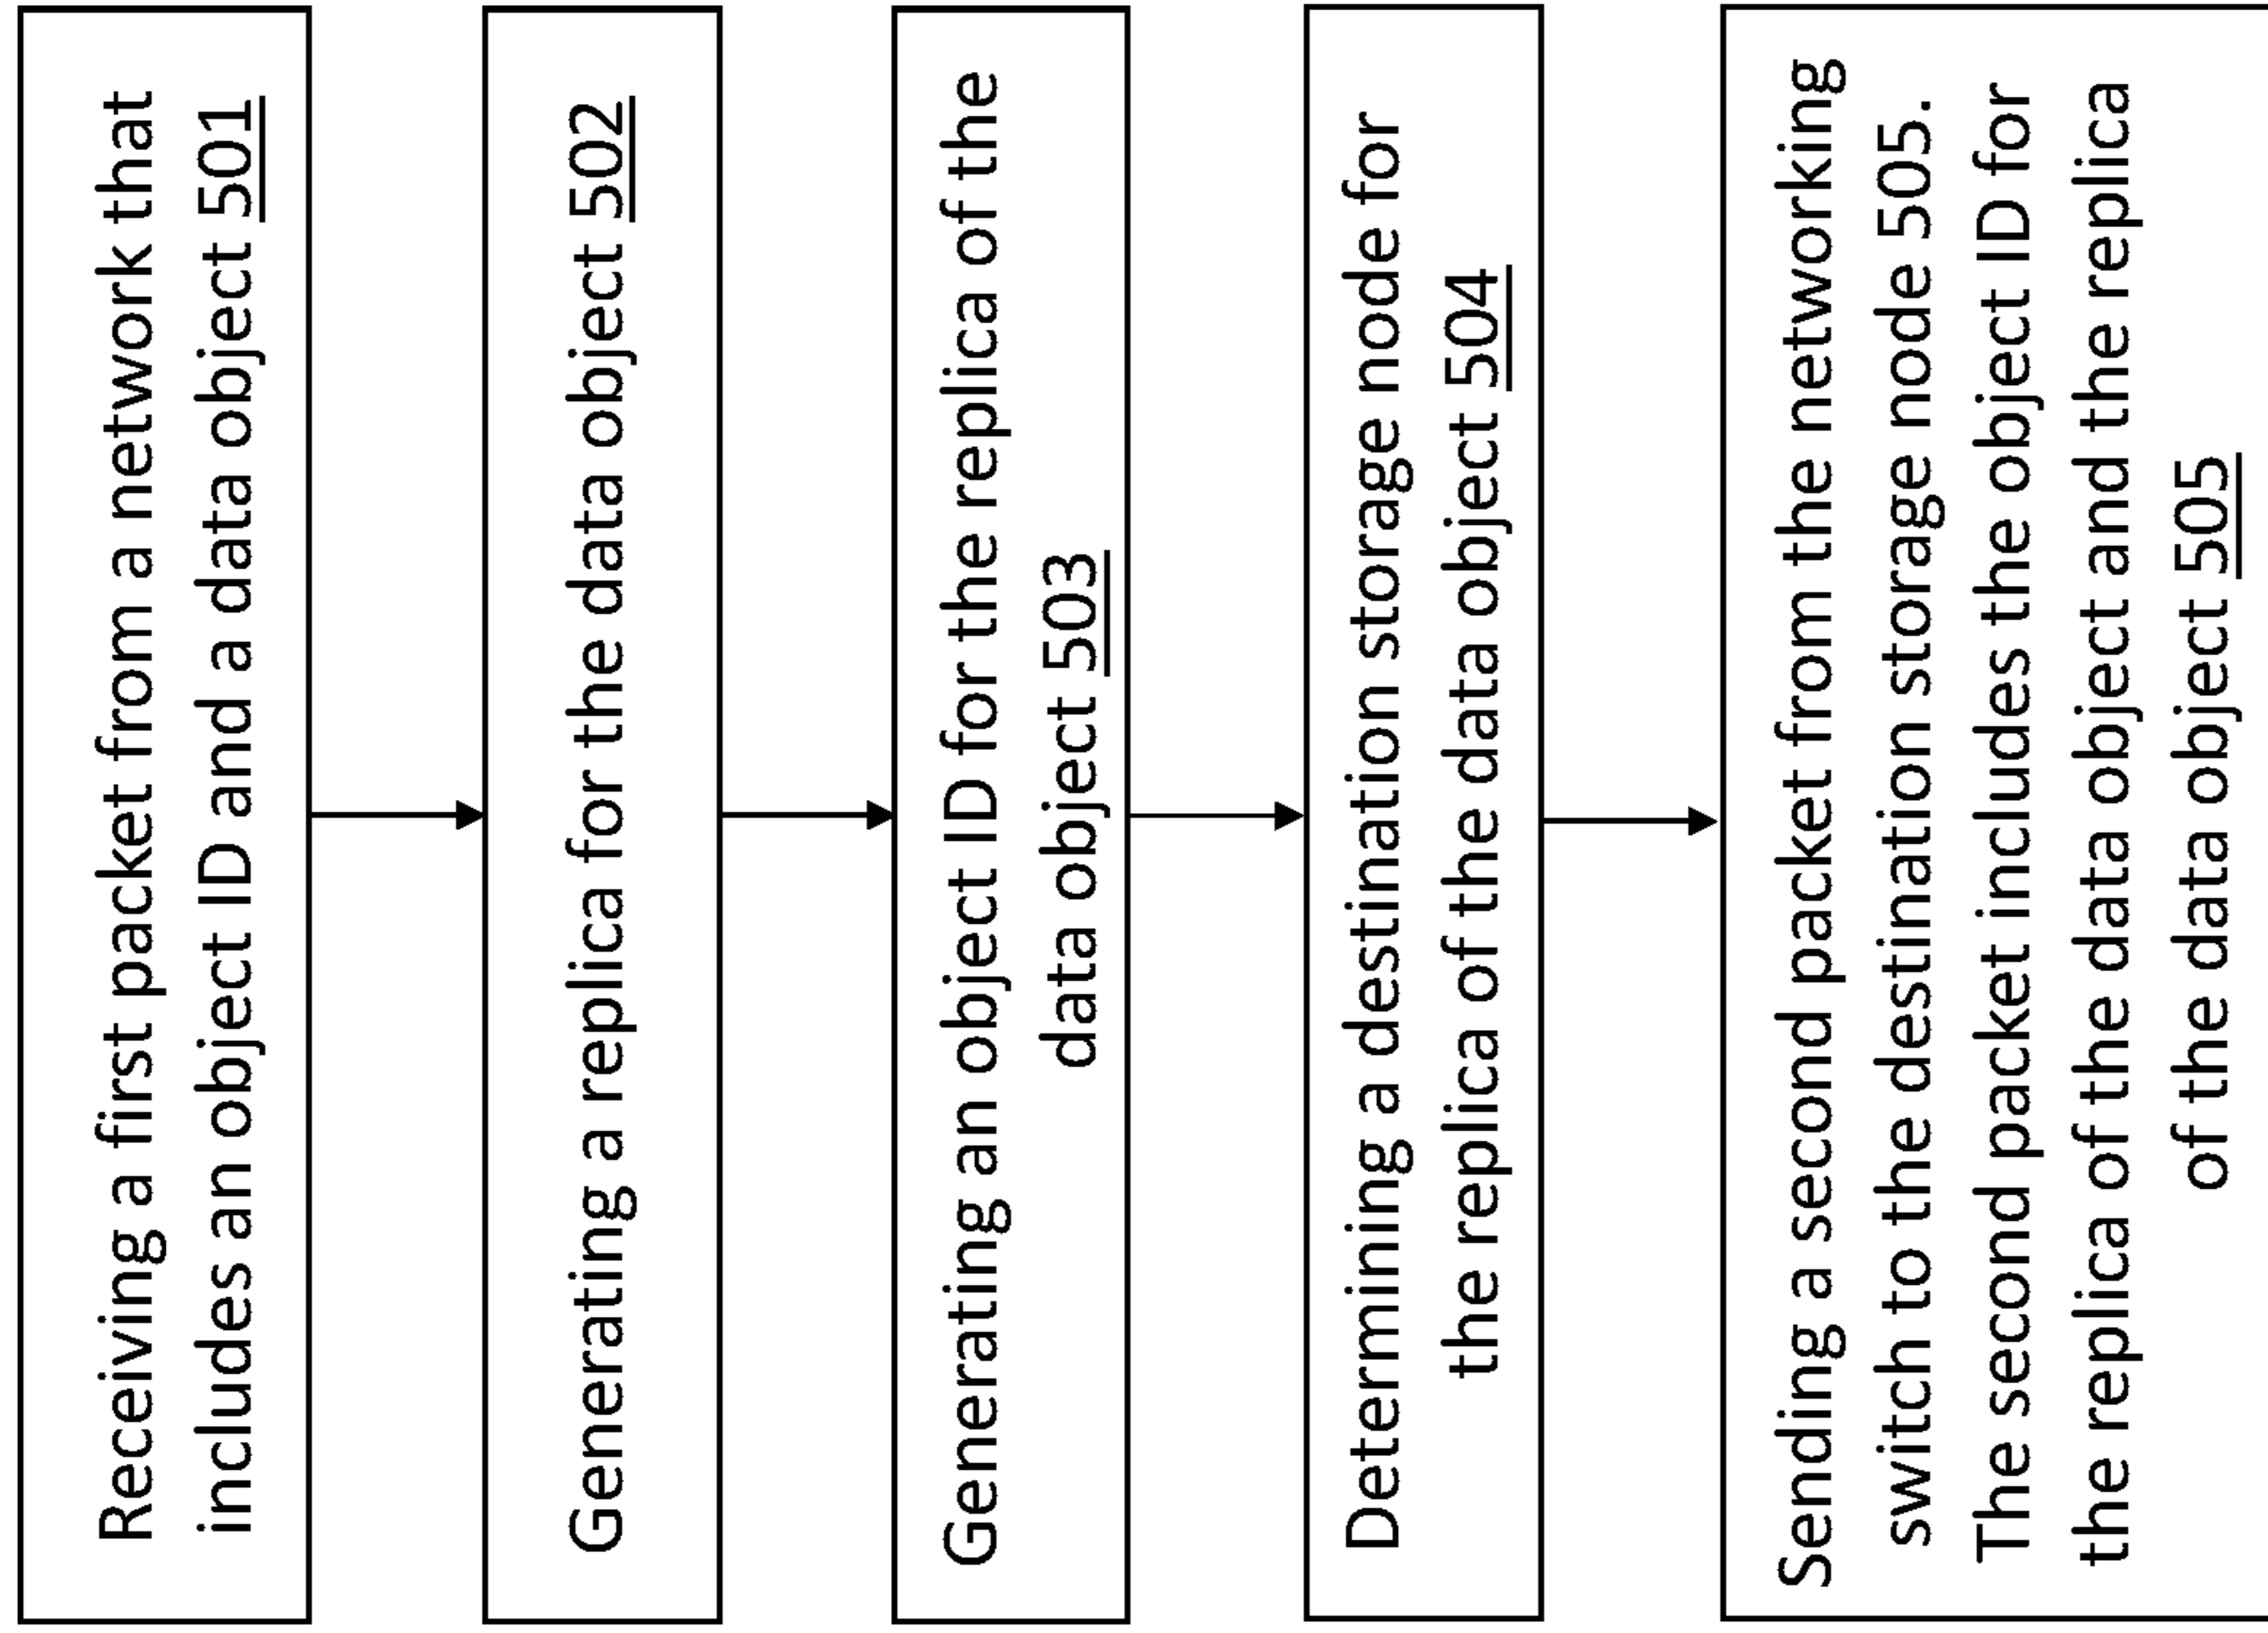 Receiving a first packet from a network that
includes an object ID and a data object 501
Generating a replica for the data object 502
Generating an object ID for the replica of the
data object 503
Determining a destination storage node for
the replica of the data object 504
Sending a second packet from the networking
switch to the destination storage node 505.
The second packet includes the object ID for
the replica of the data object and the replica
of the data object 505